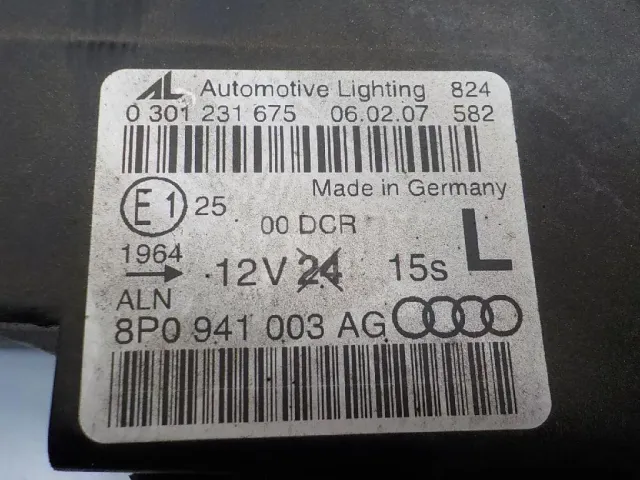 AL Automotive Lighting 824
0 301 231 675 06.02.07 582
Made in Germany
E1 25
00 DCR
1964
12V 24 15s L
ALN
8P0 941 003 AG